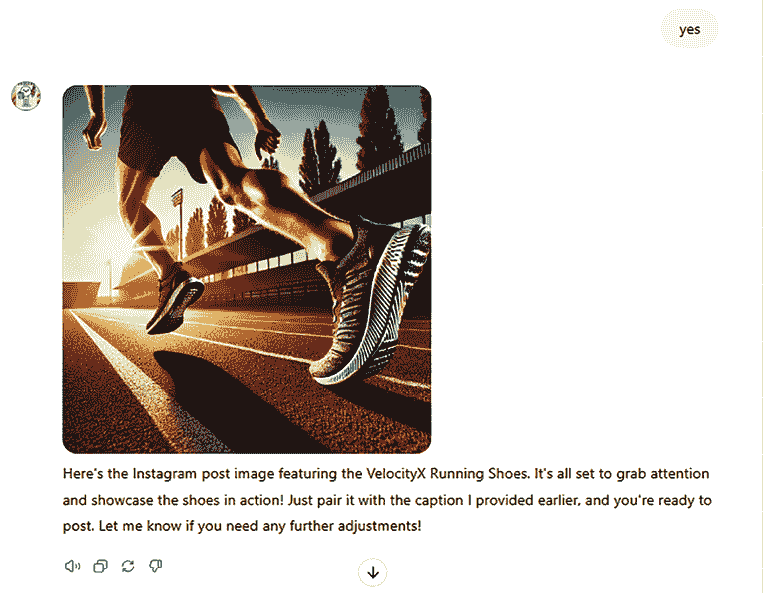 yes
Here's the Instagram post image featuring the VelocityX Running Shoes. It's all set to grab attention
and showcase the shoes in action! Just pair it with the caption I provided earlier, and you're ready to
post. Let me know if you need any further adjustments!